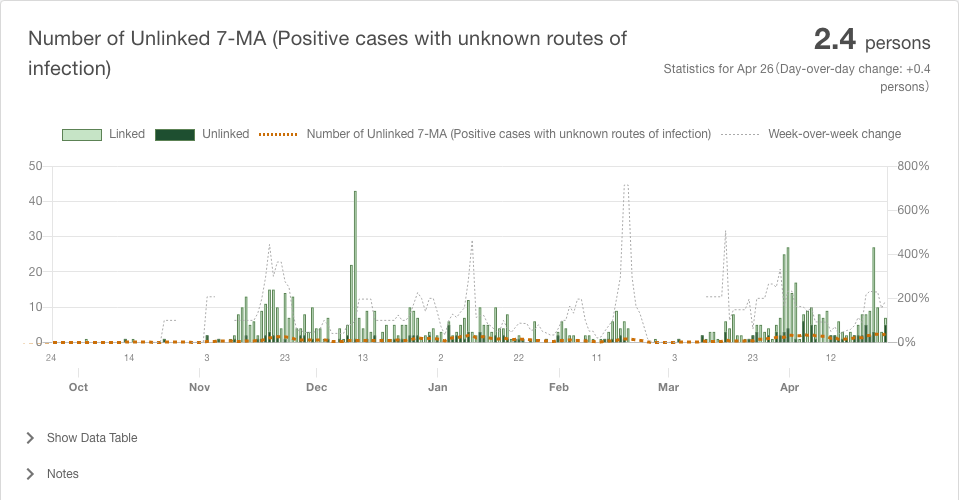 Number of Unlinked 7-MA (Positive cases with unknown routes of
infection)
2.4 persons
Statistics for Apr 26(Day-over-day change: +0.4
persons)
Linked
Unlinked
Number of Unlinked 7-MA (Positive cases with unknown routes of infection)
Week-over-week change
50
40
30
20
10
0
800%
600%
400%
200%
0%
24 14 3 23 13 2 22 11 3 23 12
Oct Nov Dec Jan Feb Mar Apr
Show Data Table
Notes